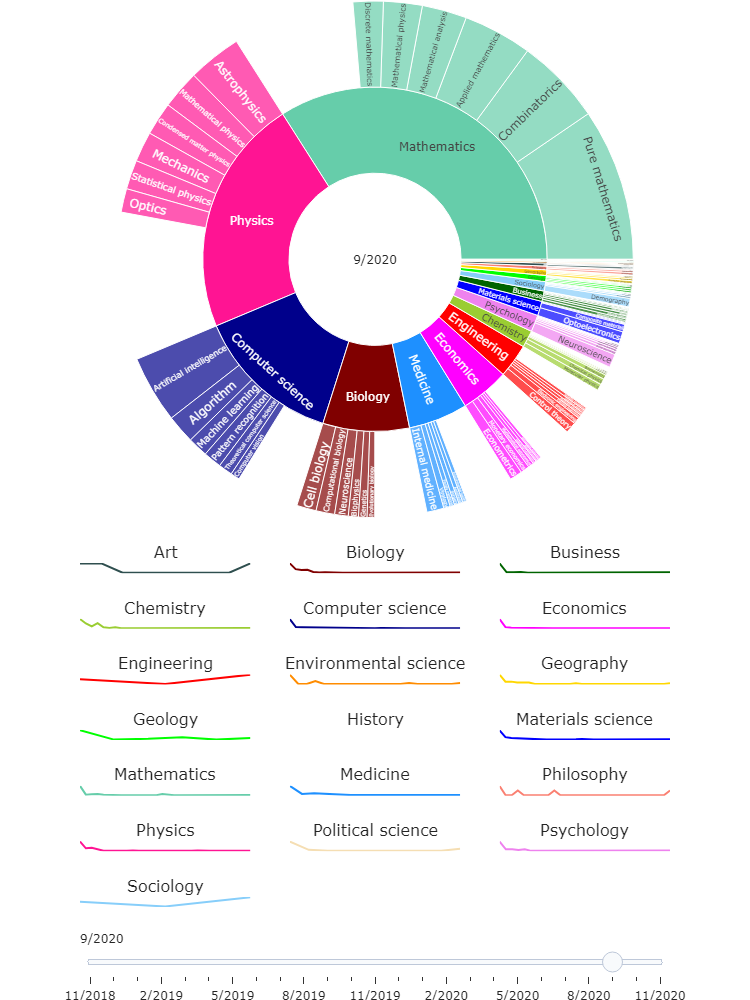 Discrete mathematics
Mathematical physics
Mathematical analysis
Applied mathematics
Combinatorics
Pure mathematics
Mathematics
Astrophysics
Mathematical physics
Condensed matter physics
Mechanics
Statistical physics
Optics
Physics
9/2020
Sociology
Demography
Business
Materials science
Composite material
Optoelectronics
Psychology
Neuroscience
Chemistry
Engineering
Control theory
Economics
Econometrics
Medicine
Internal medicine
Biology
Cell biology
Computational biology
Neuroscience
Biophysics
Genetics
Evolutionary biology
Computer science
Artificial intelligence
Algorithm
Machine learning
Pattern recognition
Theoretical computer science
Computer vision
Art
Biology
Business
Chemistry
Computer science
Economics
Engineering
Environmental science
Geography
Geology
History
Materials science
Mathematics
Medicine
Philosophy
Physics
Political science
Psychology
Sociology
9/2020
11/2018 2/2019 5/2019 8/2019 11/2019 2/2020 5/2020 8/2020 11/2020